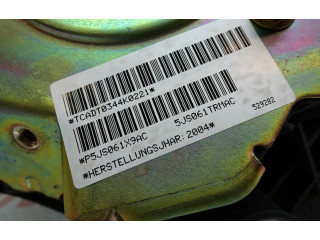 *TCADT0344K0221*
*P5JS061X9AC 5JS061TRMAC
*HERSTELLUNGSJHAR: 2004* 529282